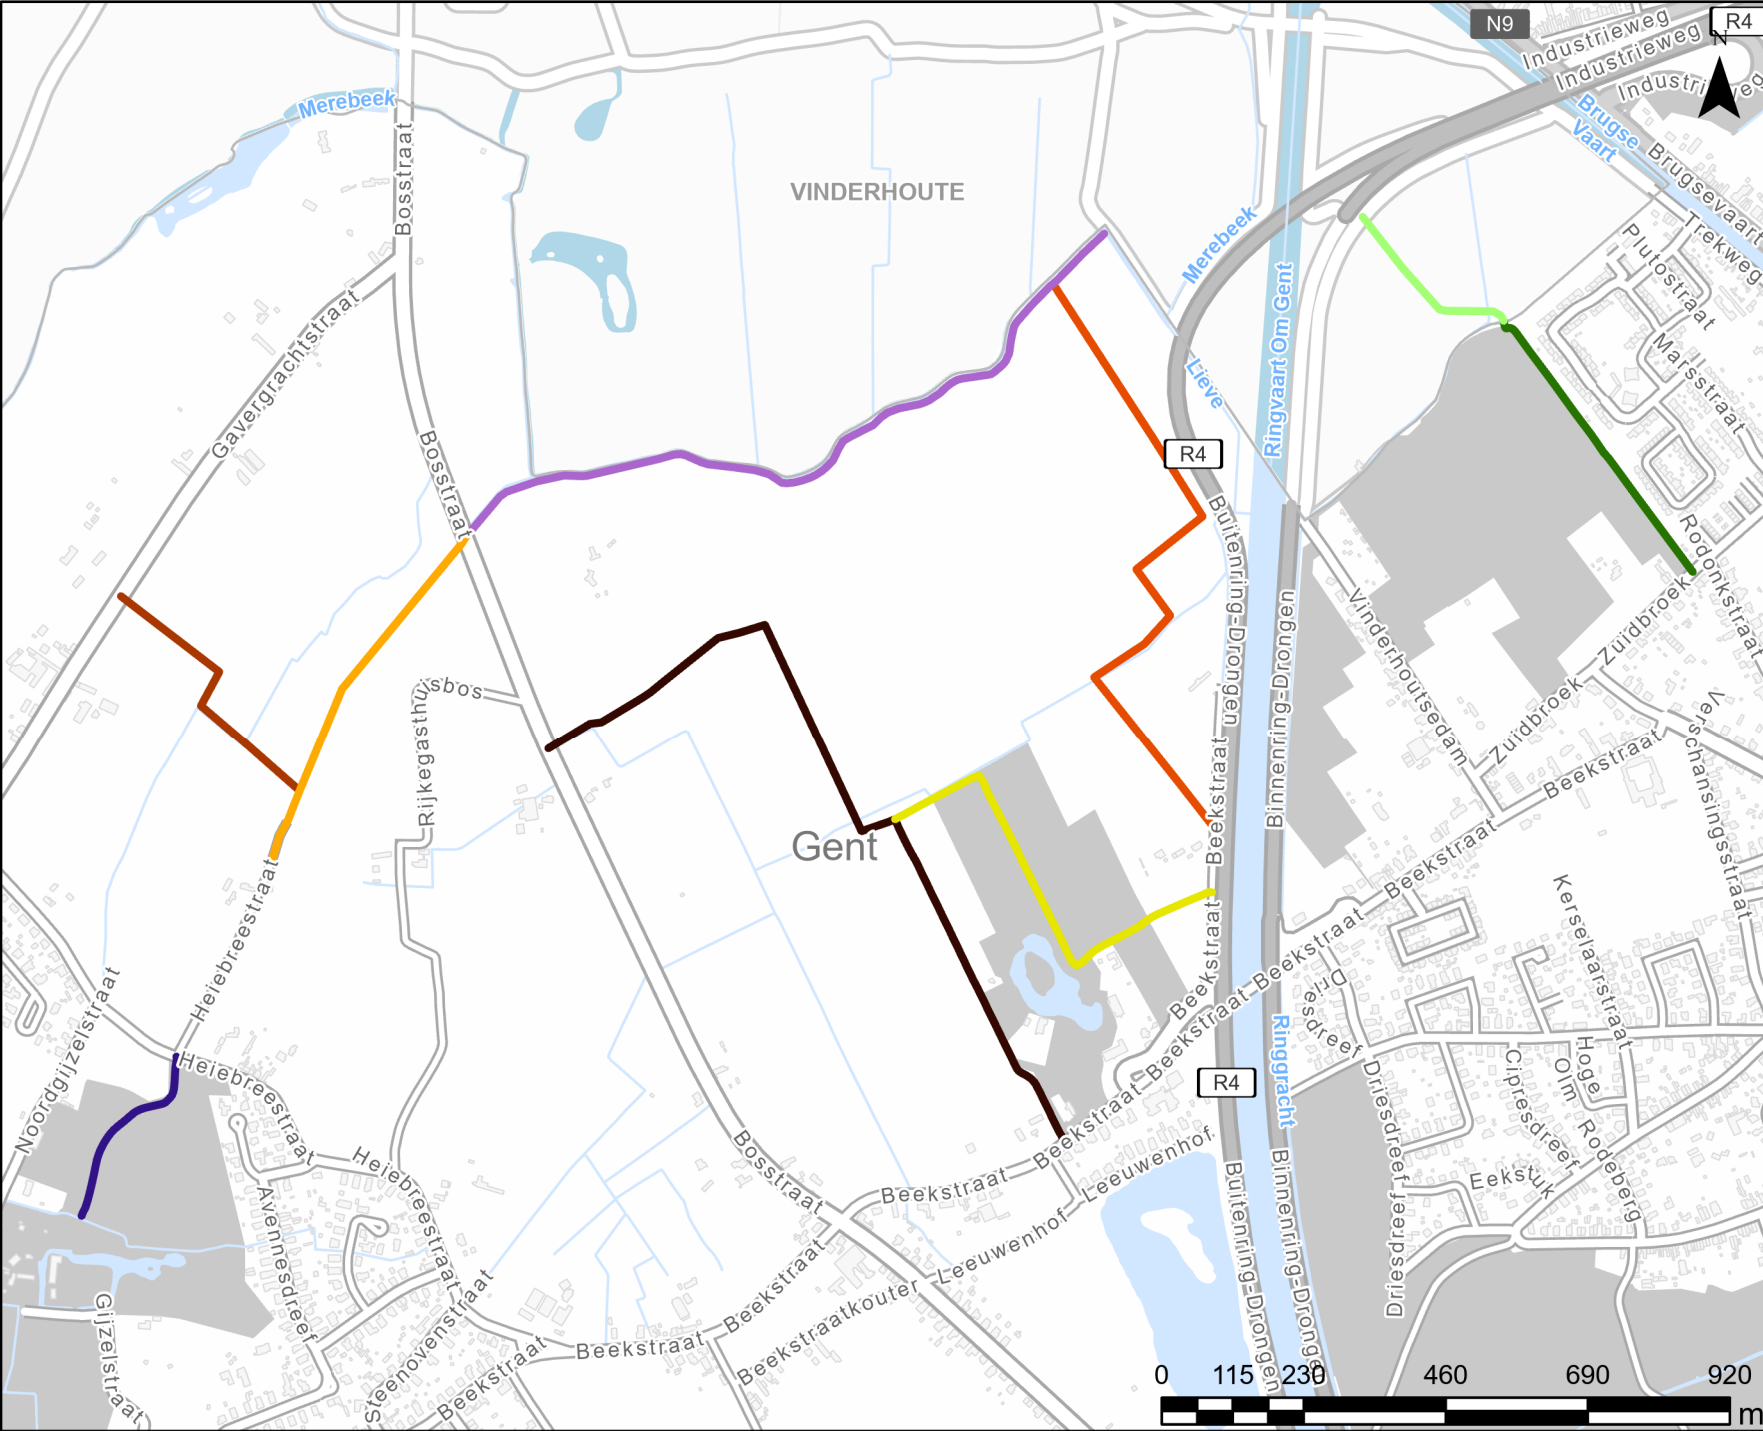 N9
R4
Industrieweg
Industrieweg
N
Merebeek
Brugse
Vaart
Bosstraat
Brugsevaart
VINDERHOUTE
Trekweg
Merebeek
Plutostraat
Gavergrachtstraat
Ringvaart Om Gent
Marsstraat
Lieve
Bosstraat
R4
Buitenring-Drongen
Rodonkstraat
Binnenring-Drongen
Vinderhoutsedam
Zuidbroek
Rijkegasthuisbos
Zuidbroek
Verschansingsstraat
Beekstraat
Beekstraat
Gent
Beekstraat
Beekstraat
Heiebreestraat
Kerselaarstraat
Beekstraat
Beekstraat
Noordgijzelstraat
Driesdreef
Beekstraat
Ringgracht
Heiebreestraat
R4
Driesdreef
Cipresdreef
Hoge
Olm
Beekstraat
Bosstraat
Leeuwenhof
Rodeberg
Heiebreestraat
Beekstraat
Eekstuk
Avennesdreef
Buitenring-Drongen
Binnenring-Drongen
Driesdreef
Leeuwenhof
Beekstraat
Beekstraatkouter
Gijzelstraat
Steenovenstraat
Beekstraat
Beekstraat
0 115 230 460 690 920
m